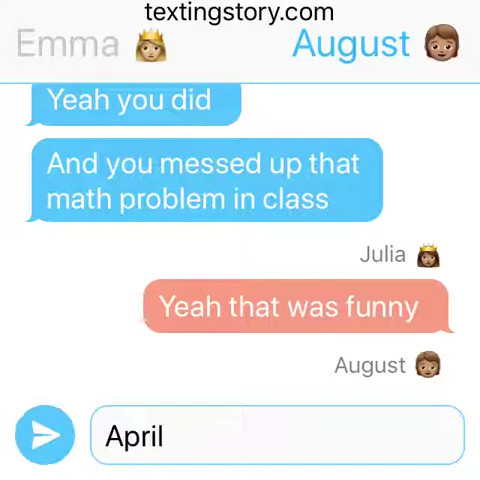 textingstory.com
Emma 👸🏼 August 👩🏽
Yeah you did
And you messed up that
math problem in class
Julia 👸🏽
Yeah that was funny
August 👩🏽
April